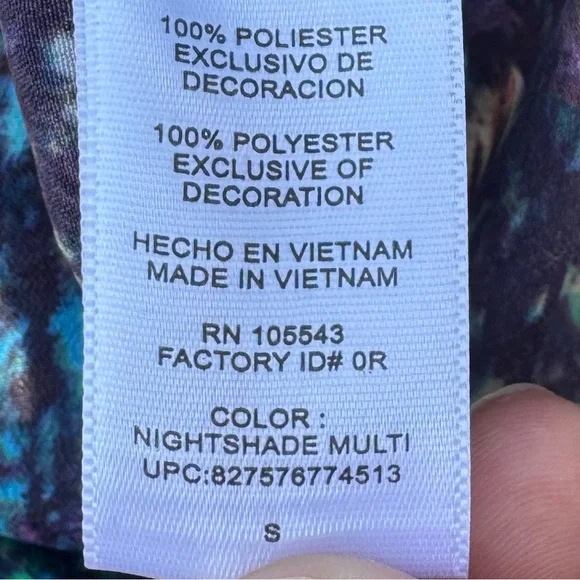 100% POLIESTER
EXCLUSIVO DE
DECORACION
100% POLYESTER
EXCLUSIVE OF
DECORATION
HECHO EN VIETNAM
MADE IN VIETNAM
RN 105543
FACTORY ID# 0R
COLOR :
NIGHTSHADE MULTI
UPC:827576774513
S